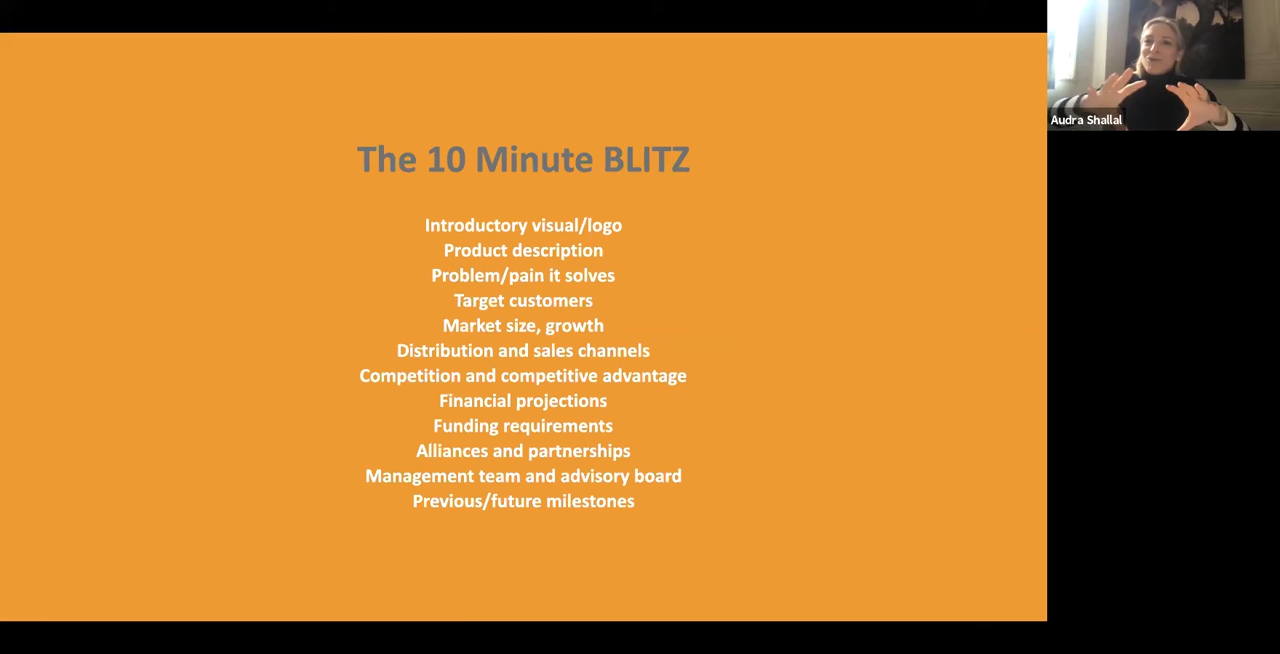 The 10 Minute BLITZ
Introductory visual/logo
Product description
Problem/pain it solves
Target customers
Market size, growth
Distribution and sales channels
Competition and competitive advantage
Financial projections
Funding requirements
Alliances and partnerships
Management team and advisory board
Previous/future milestones
Audra Shallal